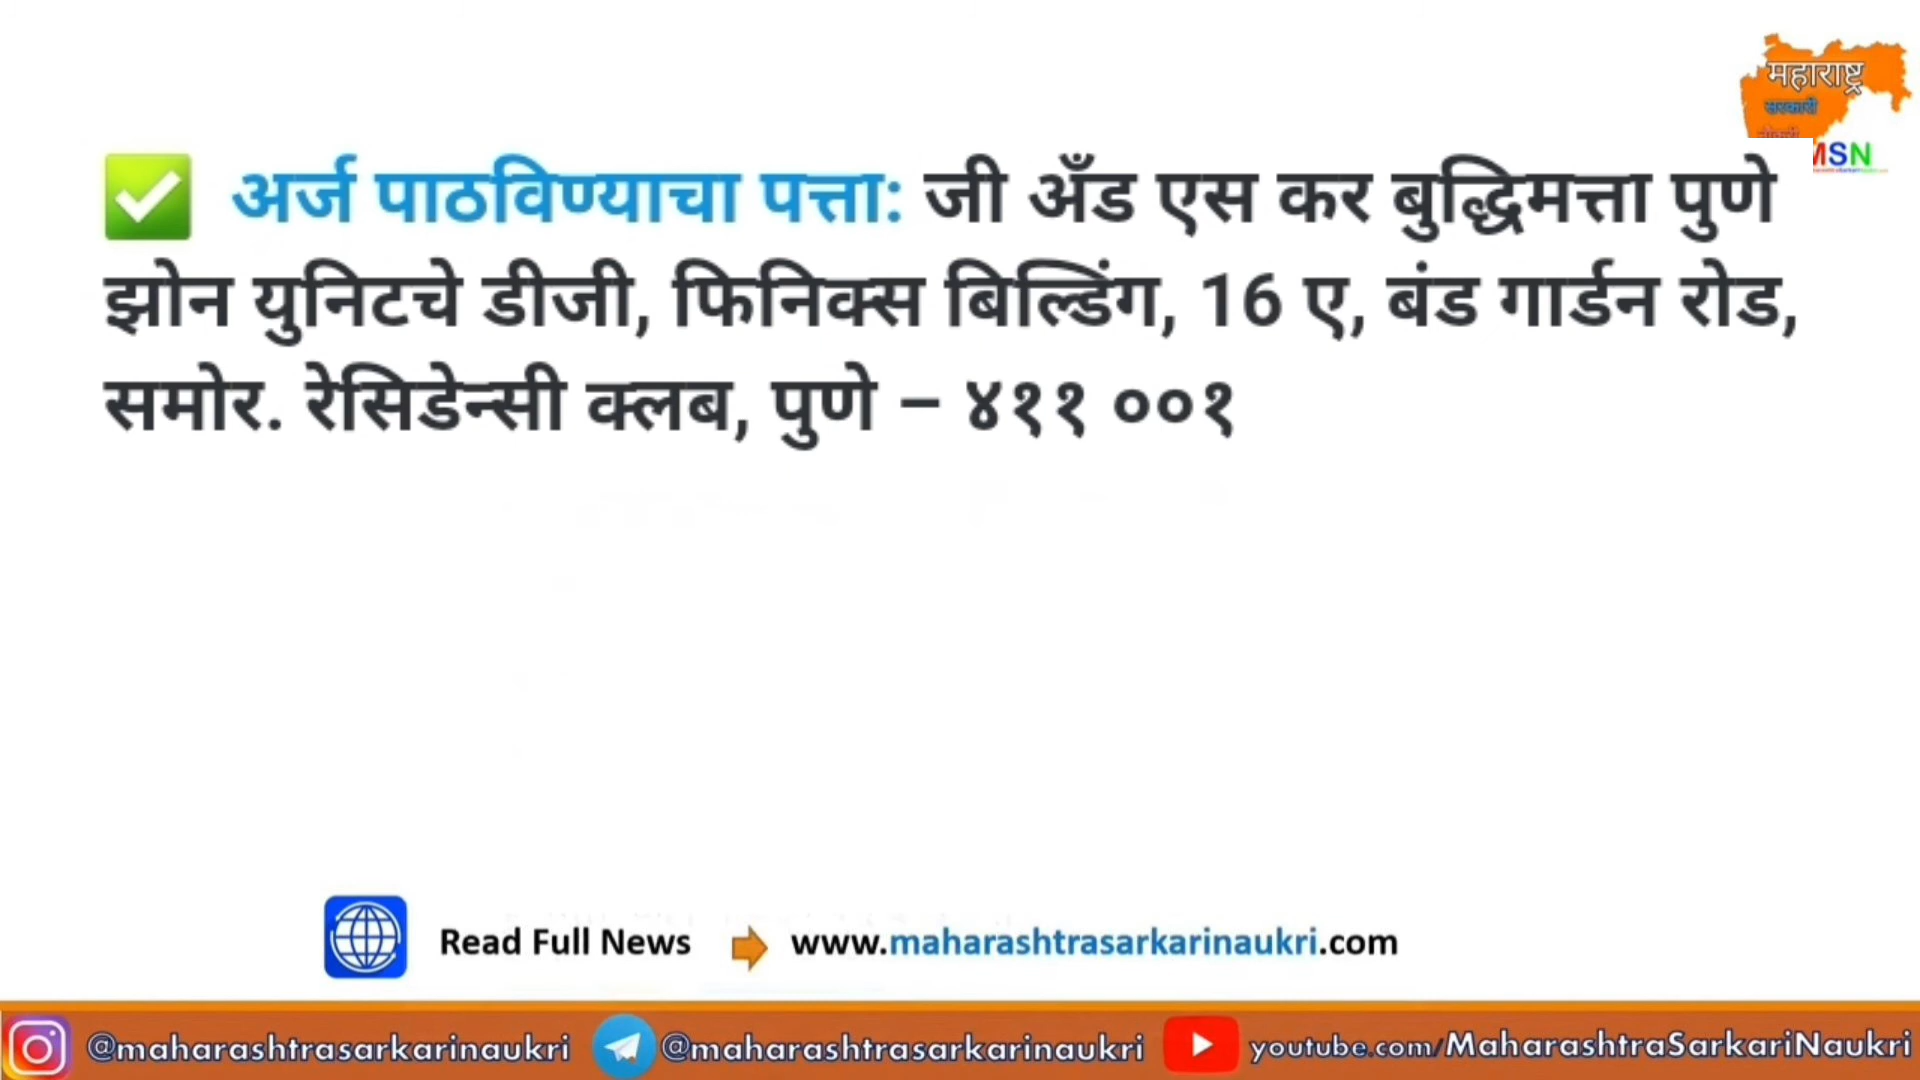 महाराष्ट्र
सरकारी
MSN
अर्ज पाठविण्याचा पत्ता: जी अँड एस कर बुद्धिमत्ता पुणे
झोन युनिटचे डीजी, फिनिक्स बिल्डिंग, 16 ए, बंड गार्डन रोड,
समोर. रेसिडेन्सी क्लब, पुणे – ४११ ००१
Read Full News www.maharashtrasarkarinaukri.com
@maharashtrasarkarinaukri @maharashtrasarkarinaukri youtube.com/MaharashtraSarkariNaukri